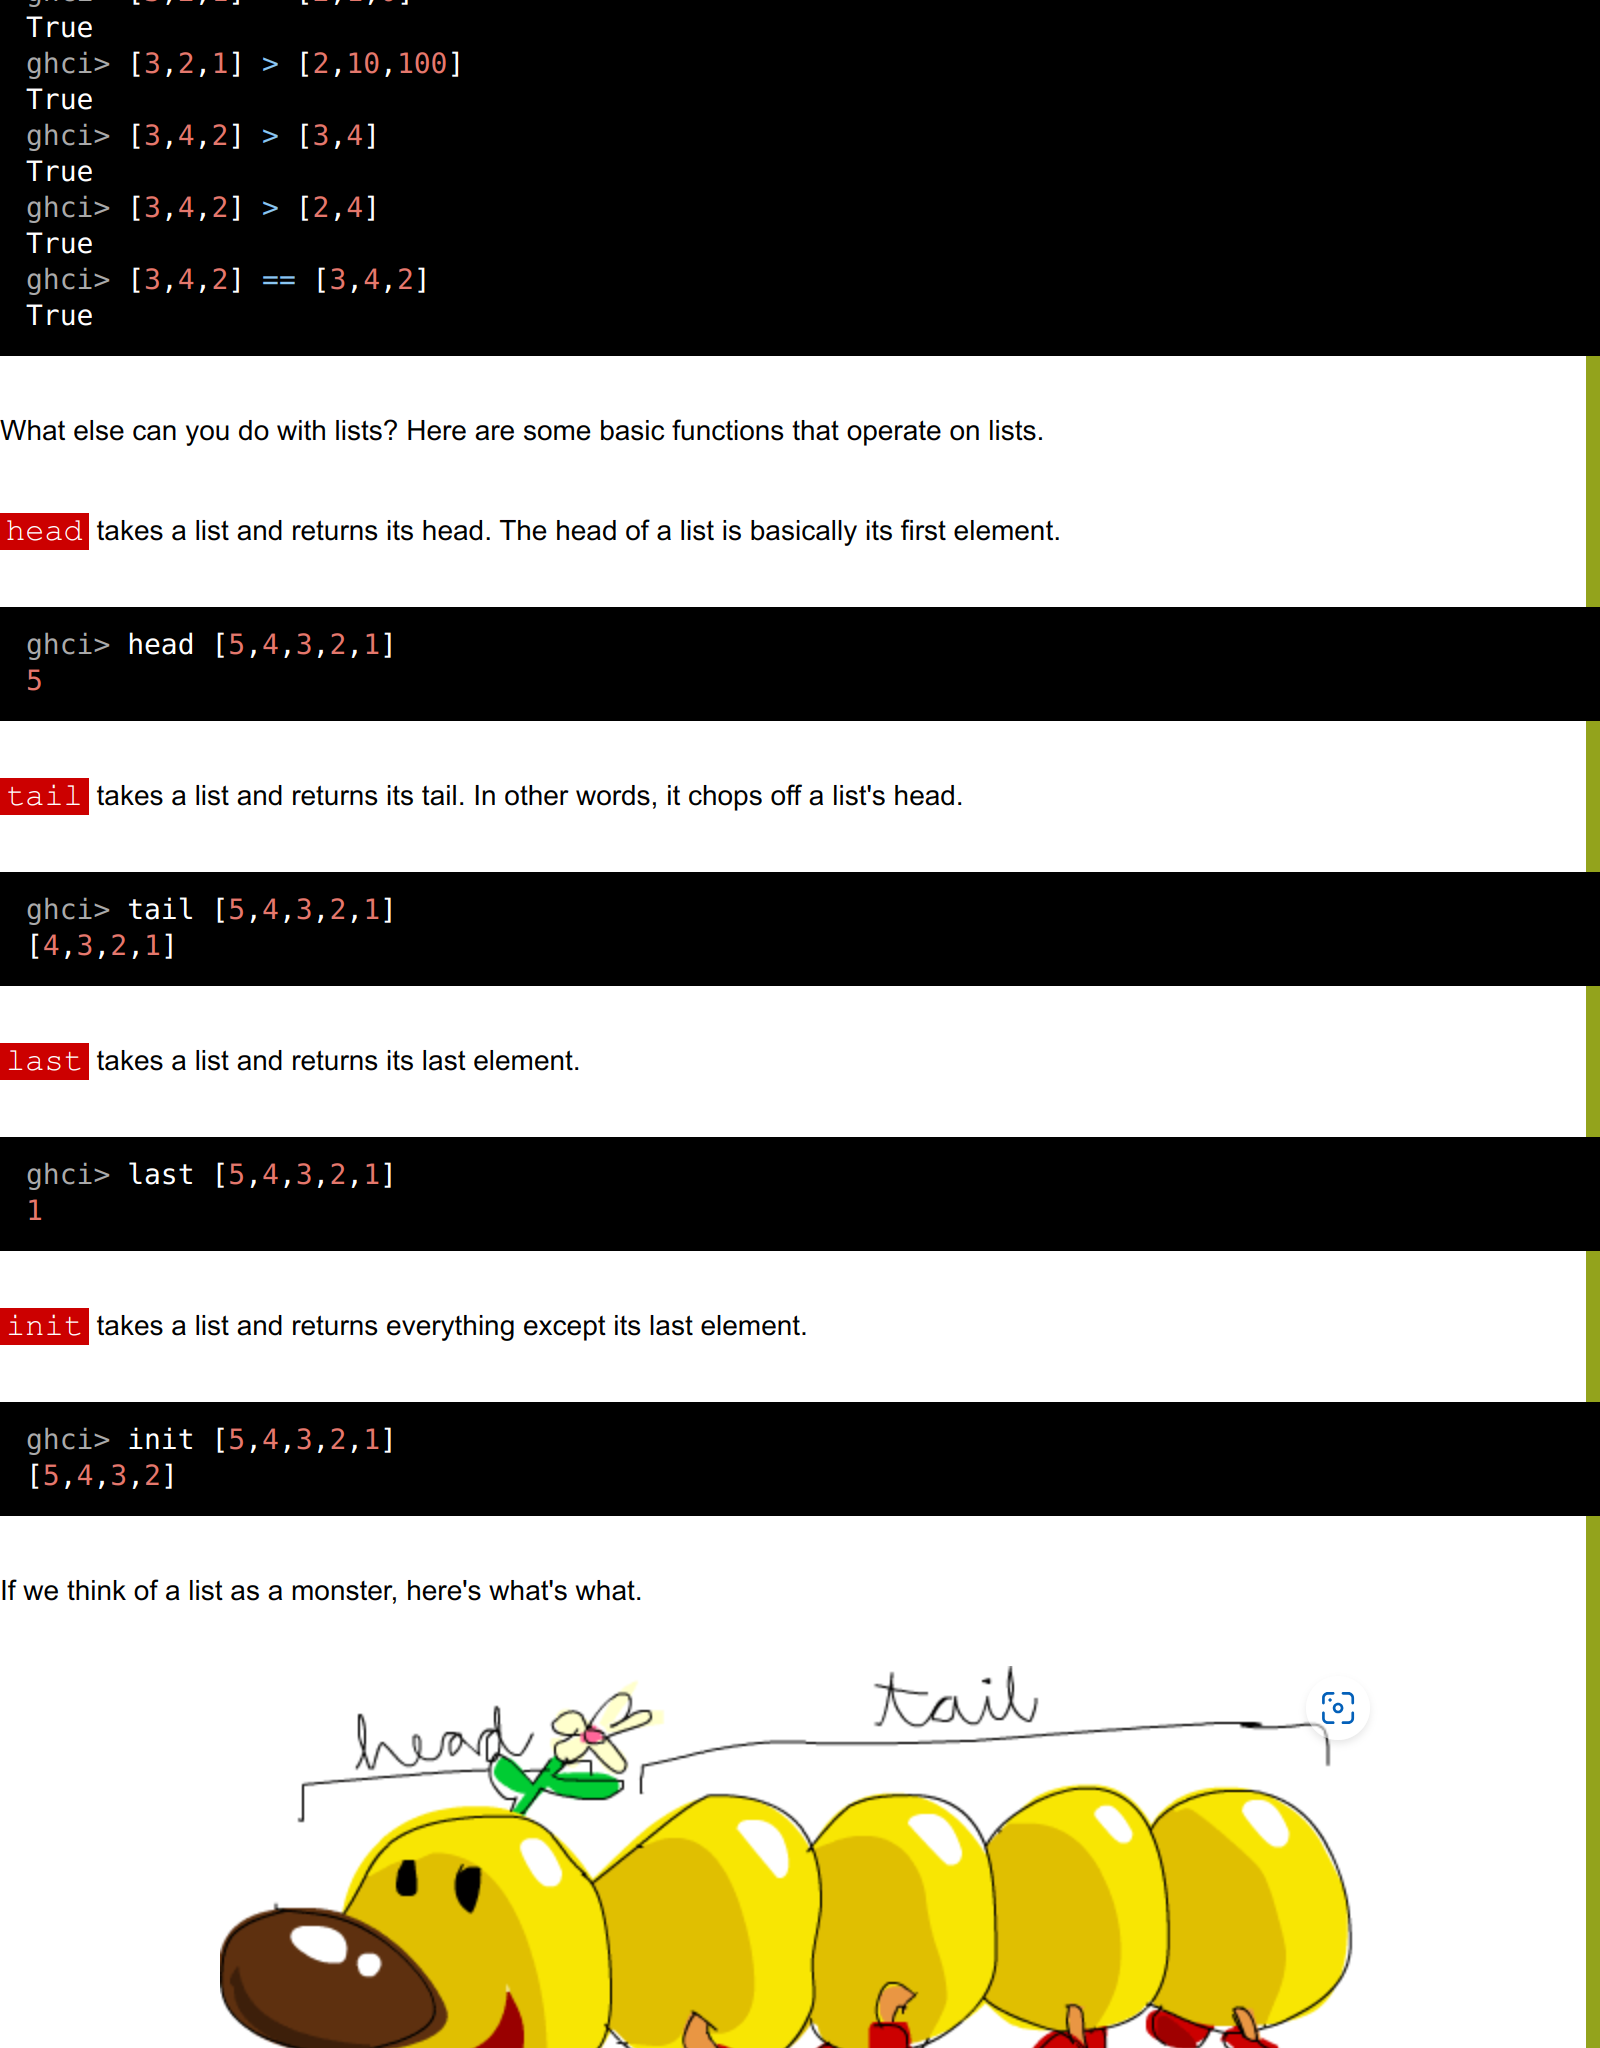 True
ghci> [3,2,1] > [2,10,100]
True
ghci> [3,4,2] > [3,4]
True
ghci> [3,4,2] > [2,4]
True
ghci> [3,4,2] == [3,4,2]
True
What else can you do with lists? Here are some basic functions that operate on lists.
head takes a list and returns its head. The head of a list is basically its first element.
ghci> head [5,4,3,2,1]
5
tail takes a list and returns its tail. In other words, it chops off a list's head.
ghci> tail [5,4,3,2,1]
[4,3,2,1]
last takes a list and returns its last element.
ghci> last [5,4,3,2,1]
1
init takes a list and returns everything except its last element.
ghci> init [5,4,3,2,1]
[5,4,3,2]
If we think of a list as a monster, here's what's what.
head
tail